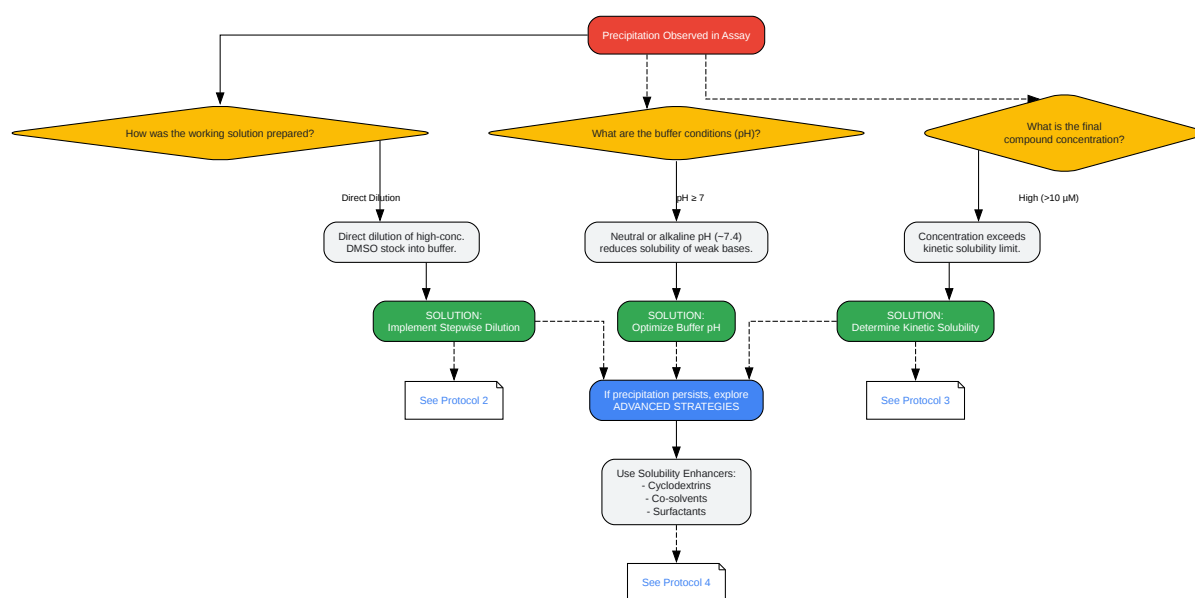 Precipitation Observed in Assay
How was the working solution prepared?
What are the buffer conditions (pH)?
What is the final
compound concentration?
Direct Dilution
pH ≥ 7
High (>10 µM)
Direct dilution of high-conc.
DMSO stock into buffer.
Neutral or alkaline pH (~7.4)
reduces solubility of weak bases.
Concentration exceeds
kinetic solubility limit.
SOLUTION:
Implement Stepwise Dilution
SOLUTION:
Optimize Buffer pH
SOLUTION:
Determine Kinetic Solubility
See Protocol 2
If precipitation persists, explore
ADVANCED STRATEGIES
See Protocol 3
Use Solubility Enhancers:
- Cyclodextrins
- Co-solvents
- Surfactants
See Protocol 4